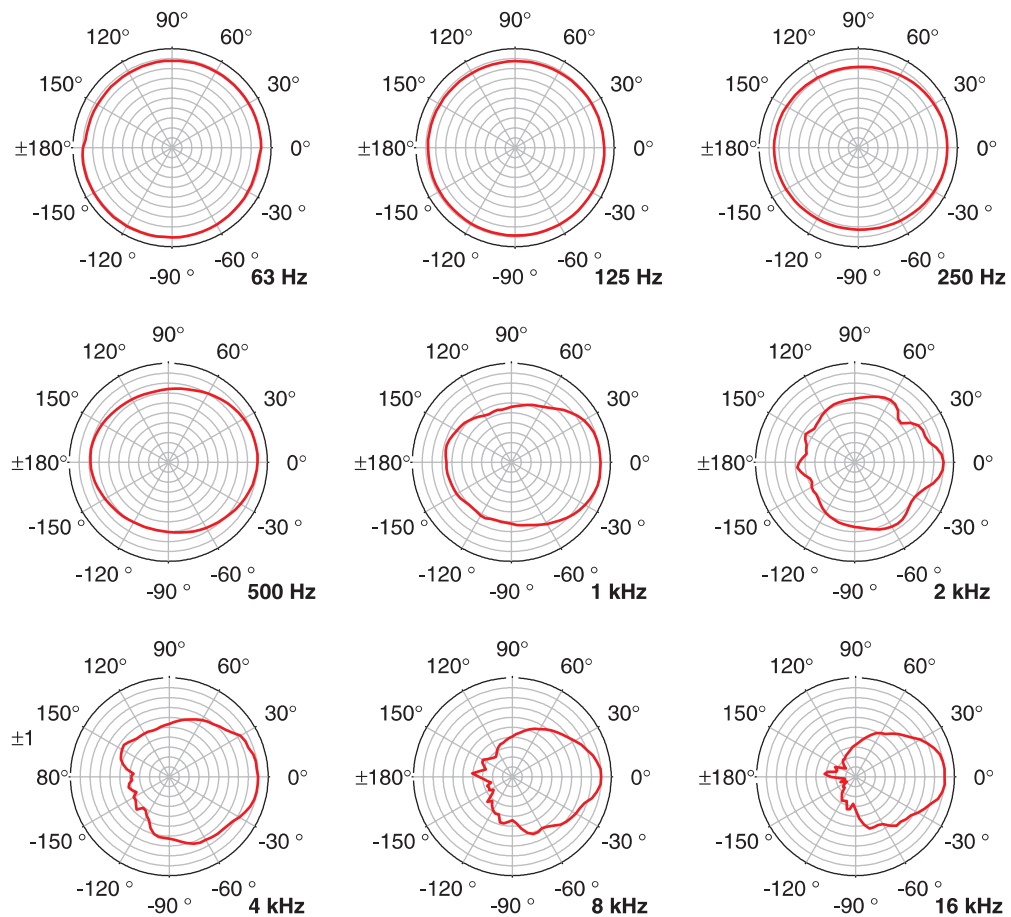 90° 90° 90°
120° 60° 120° 60° 120° 60°
150° 30° 150° 30° 150° 30°
±180° 0° ±180° 0° ±180° 0°
-150 ° -30 ° -150 ° -30 ° -150 ° -30 °
-120 ° -60 ° -120 ° -60 ° -120 ° -60 °
-90 ° 63 Hz -90 ° 125 Hz -90 ° 250 Hz
90° 90° 90°
120° 60° 120° 60° 120° 60°
150° 30° 150° 30° 150° 30°
±180° 0° ±180° 0° ±180° 0°
-150 ° -30 ° -150 ° -30 ° -150 ° -30 °
-120 ° -60 ° -120 ° -60 ° -120 ° -60 °
-90 ° 500 Hz -90 ° 1 kHz -90 ° 2 kHz
90° 90° 90°
120° 60° 120° 60° 120° 60°
150° 30° 150° 30° 150° 30°
±1
80° 0° ±180° 0° ±180° 0°
-150 ° -30 ° -150 ° -30 ° -150 ° -30 °
-120 ° -60 ° -120 ° -60 ° -120 ° -60 °
-90 ° 4 kHz -90 ° 8 kHz -90 ° 16 kHz